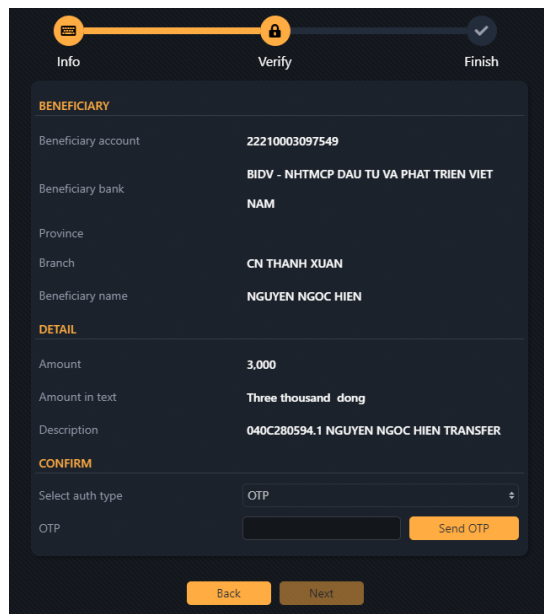 Info Verify Finish
BENEFICIARY
Beneficiary account 22210003097549
Beneficiary bank BIDV - NHTMCP DAU TU VA PHAT TRIEN VIET
NAM
Province
Branch CN THANH XUAN
Beneficiary name NGUYEN NGOC HIEN
DETAIL
Amount 3,000
Amount in text Three thousand dong
Description 040C280594.1 NGUYEN NGOC HIEN TRANSFER
CONFIRM
Select auth type OTP
OTP Send OTP
Back Next